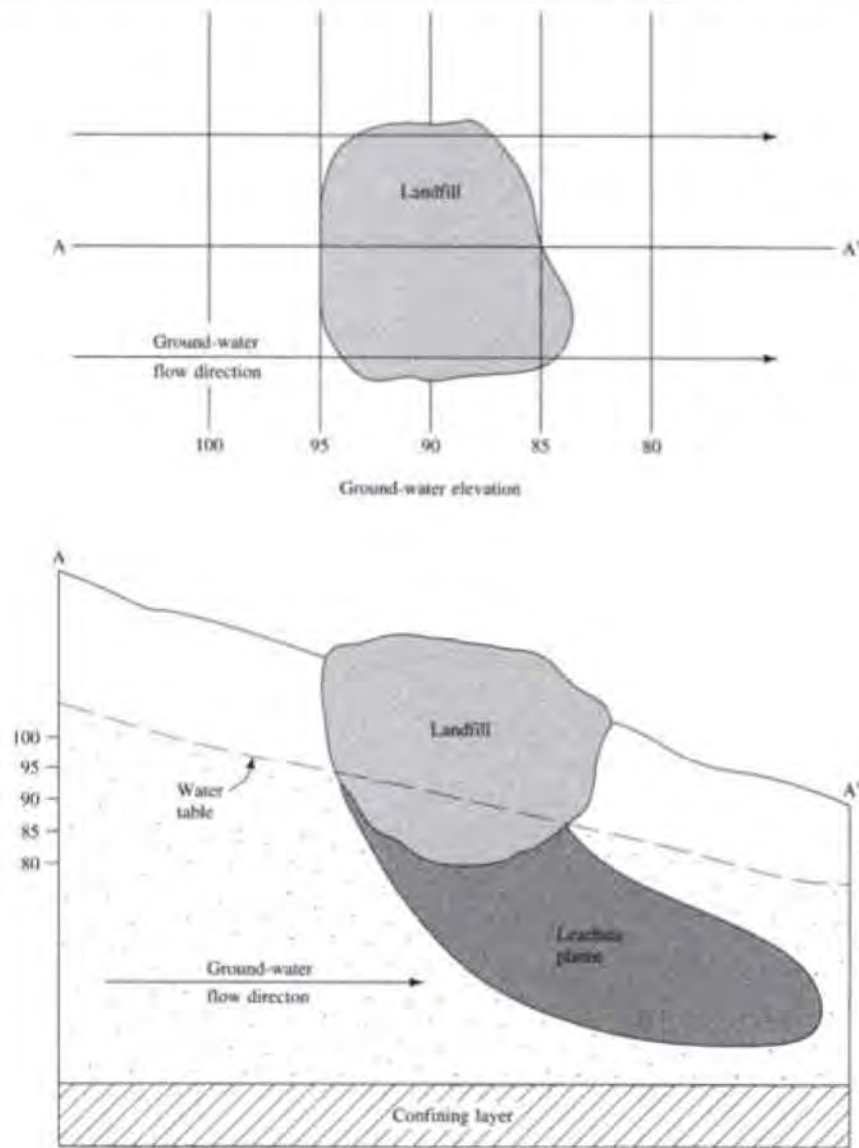 Landfill
A
A'
Ground-water
flow direction
100 95 90 85 80
Ground-water elevation
A
Landfill
100
95
Water
table
90
A'
85
80
Leachate
plume
Ground-water
flow directon
Confining layer